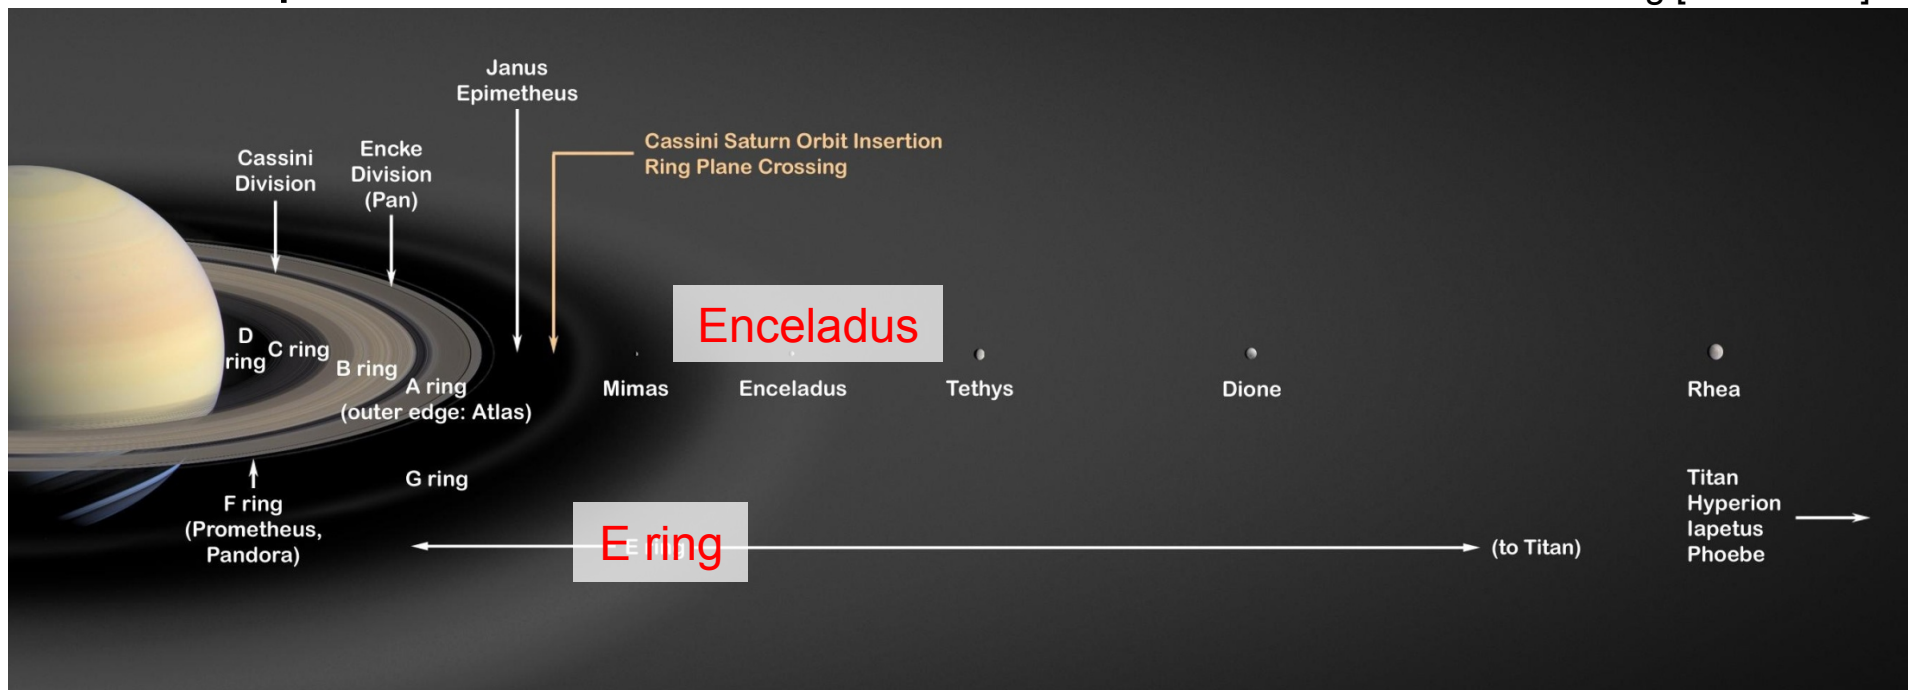 Janus
Epimetheus
Cassini Saturn Orbit Insertion
Ring Plane Crossing
Cassini
Division
Encke
Division
(Pan)
Enceladus
D
ring
C ring
B ring
A ring
(outer edge: Atlas)
Mimas
Enceladus
Tethys
Dione
Rhea
G ring
F ring
(Prometheus,
Pandora)
E ring
E ring
(to Titan)
Titan
Hyperion
Iapetus
Phoebe